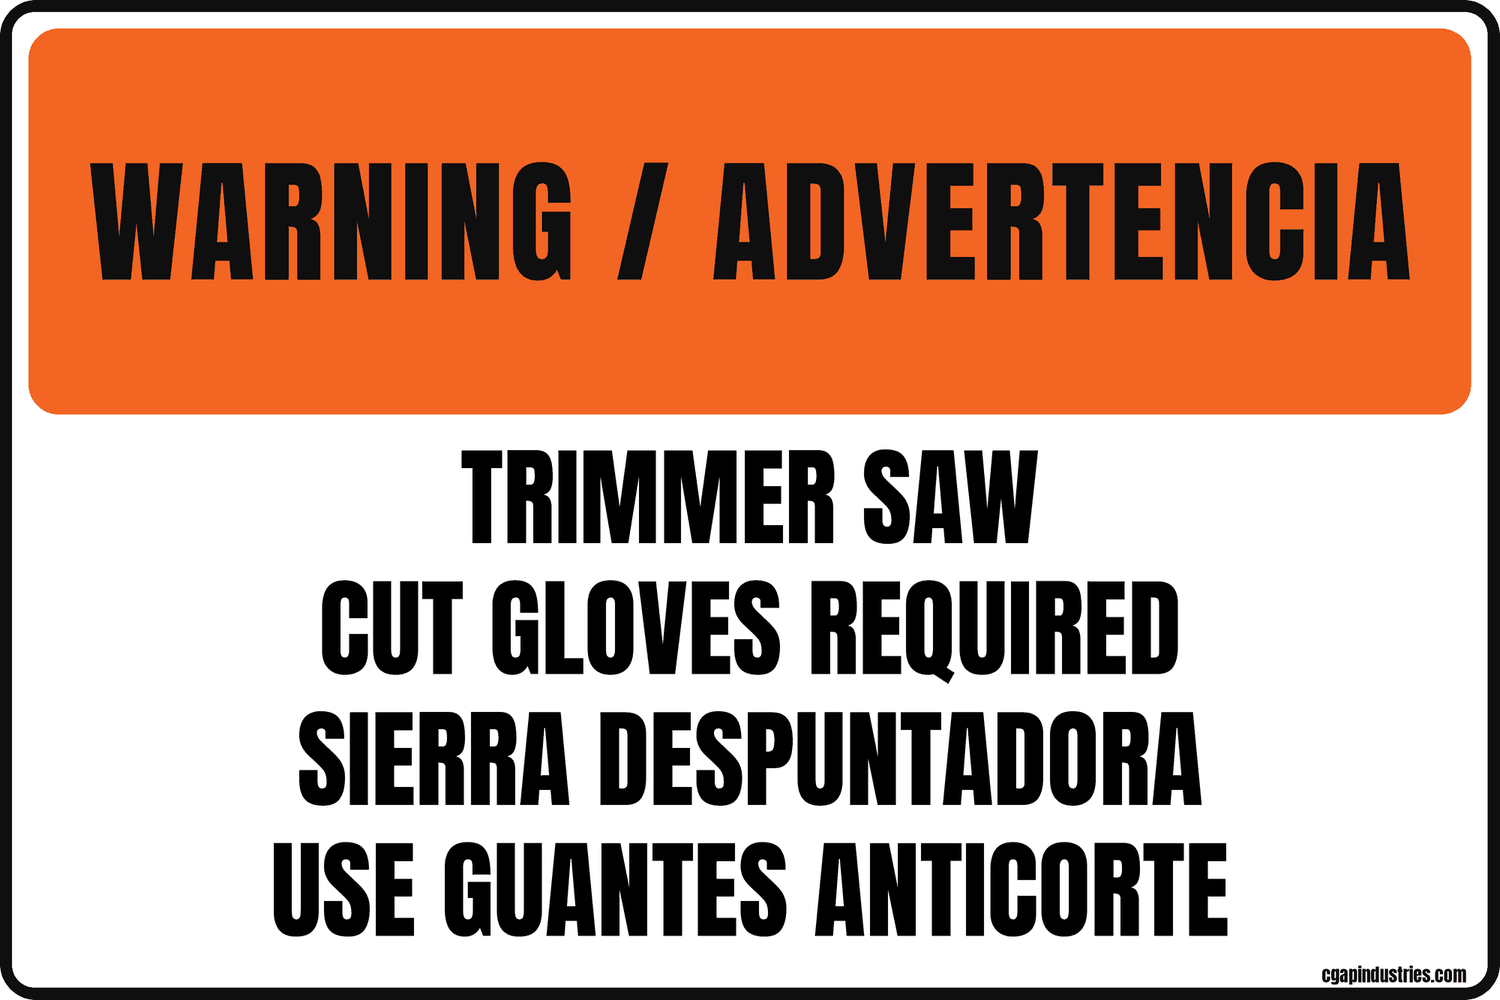 WARNING / ADVERTENCIA
TRIMMER SAW
CUT GLOVES REQUIRED
SIERRA DESPUNTADORA
USE GUANTES ANTICORTE
cgapindustries.com